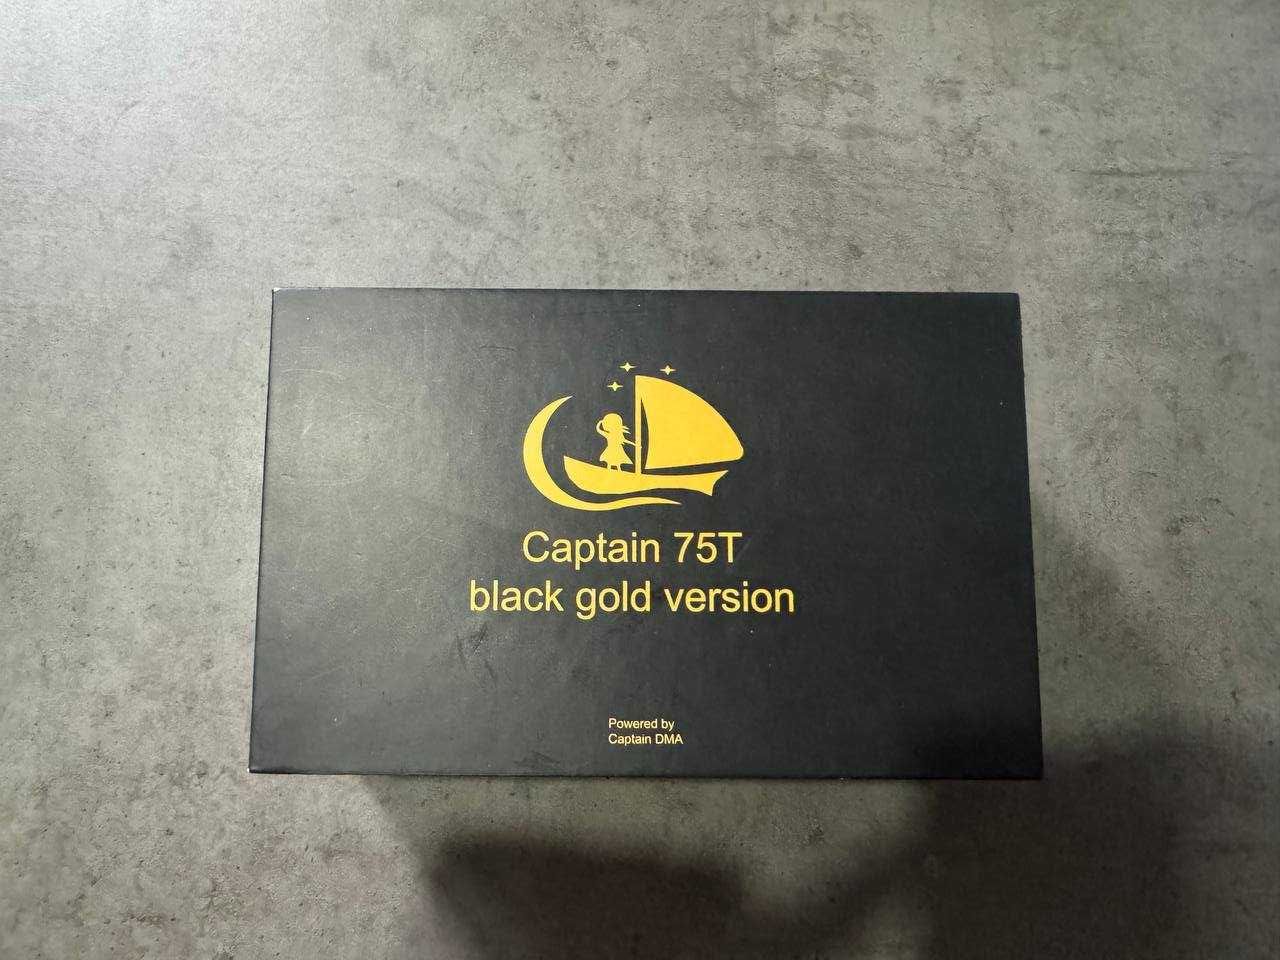 Captain 75T
black gold version
Powered by
Captain DMA